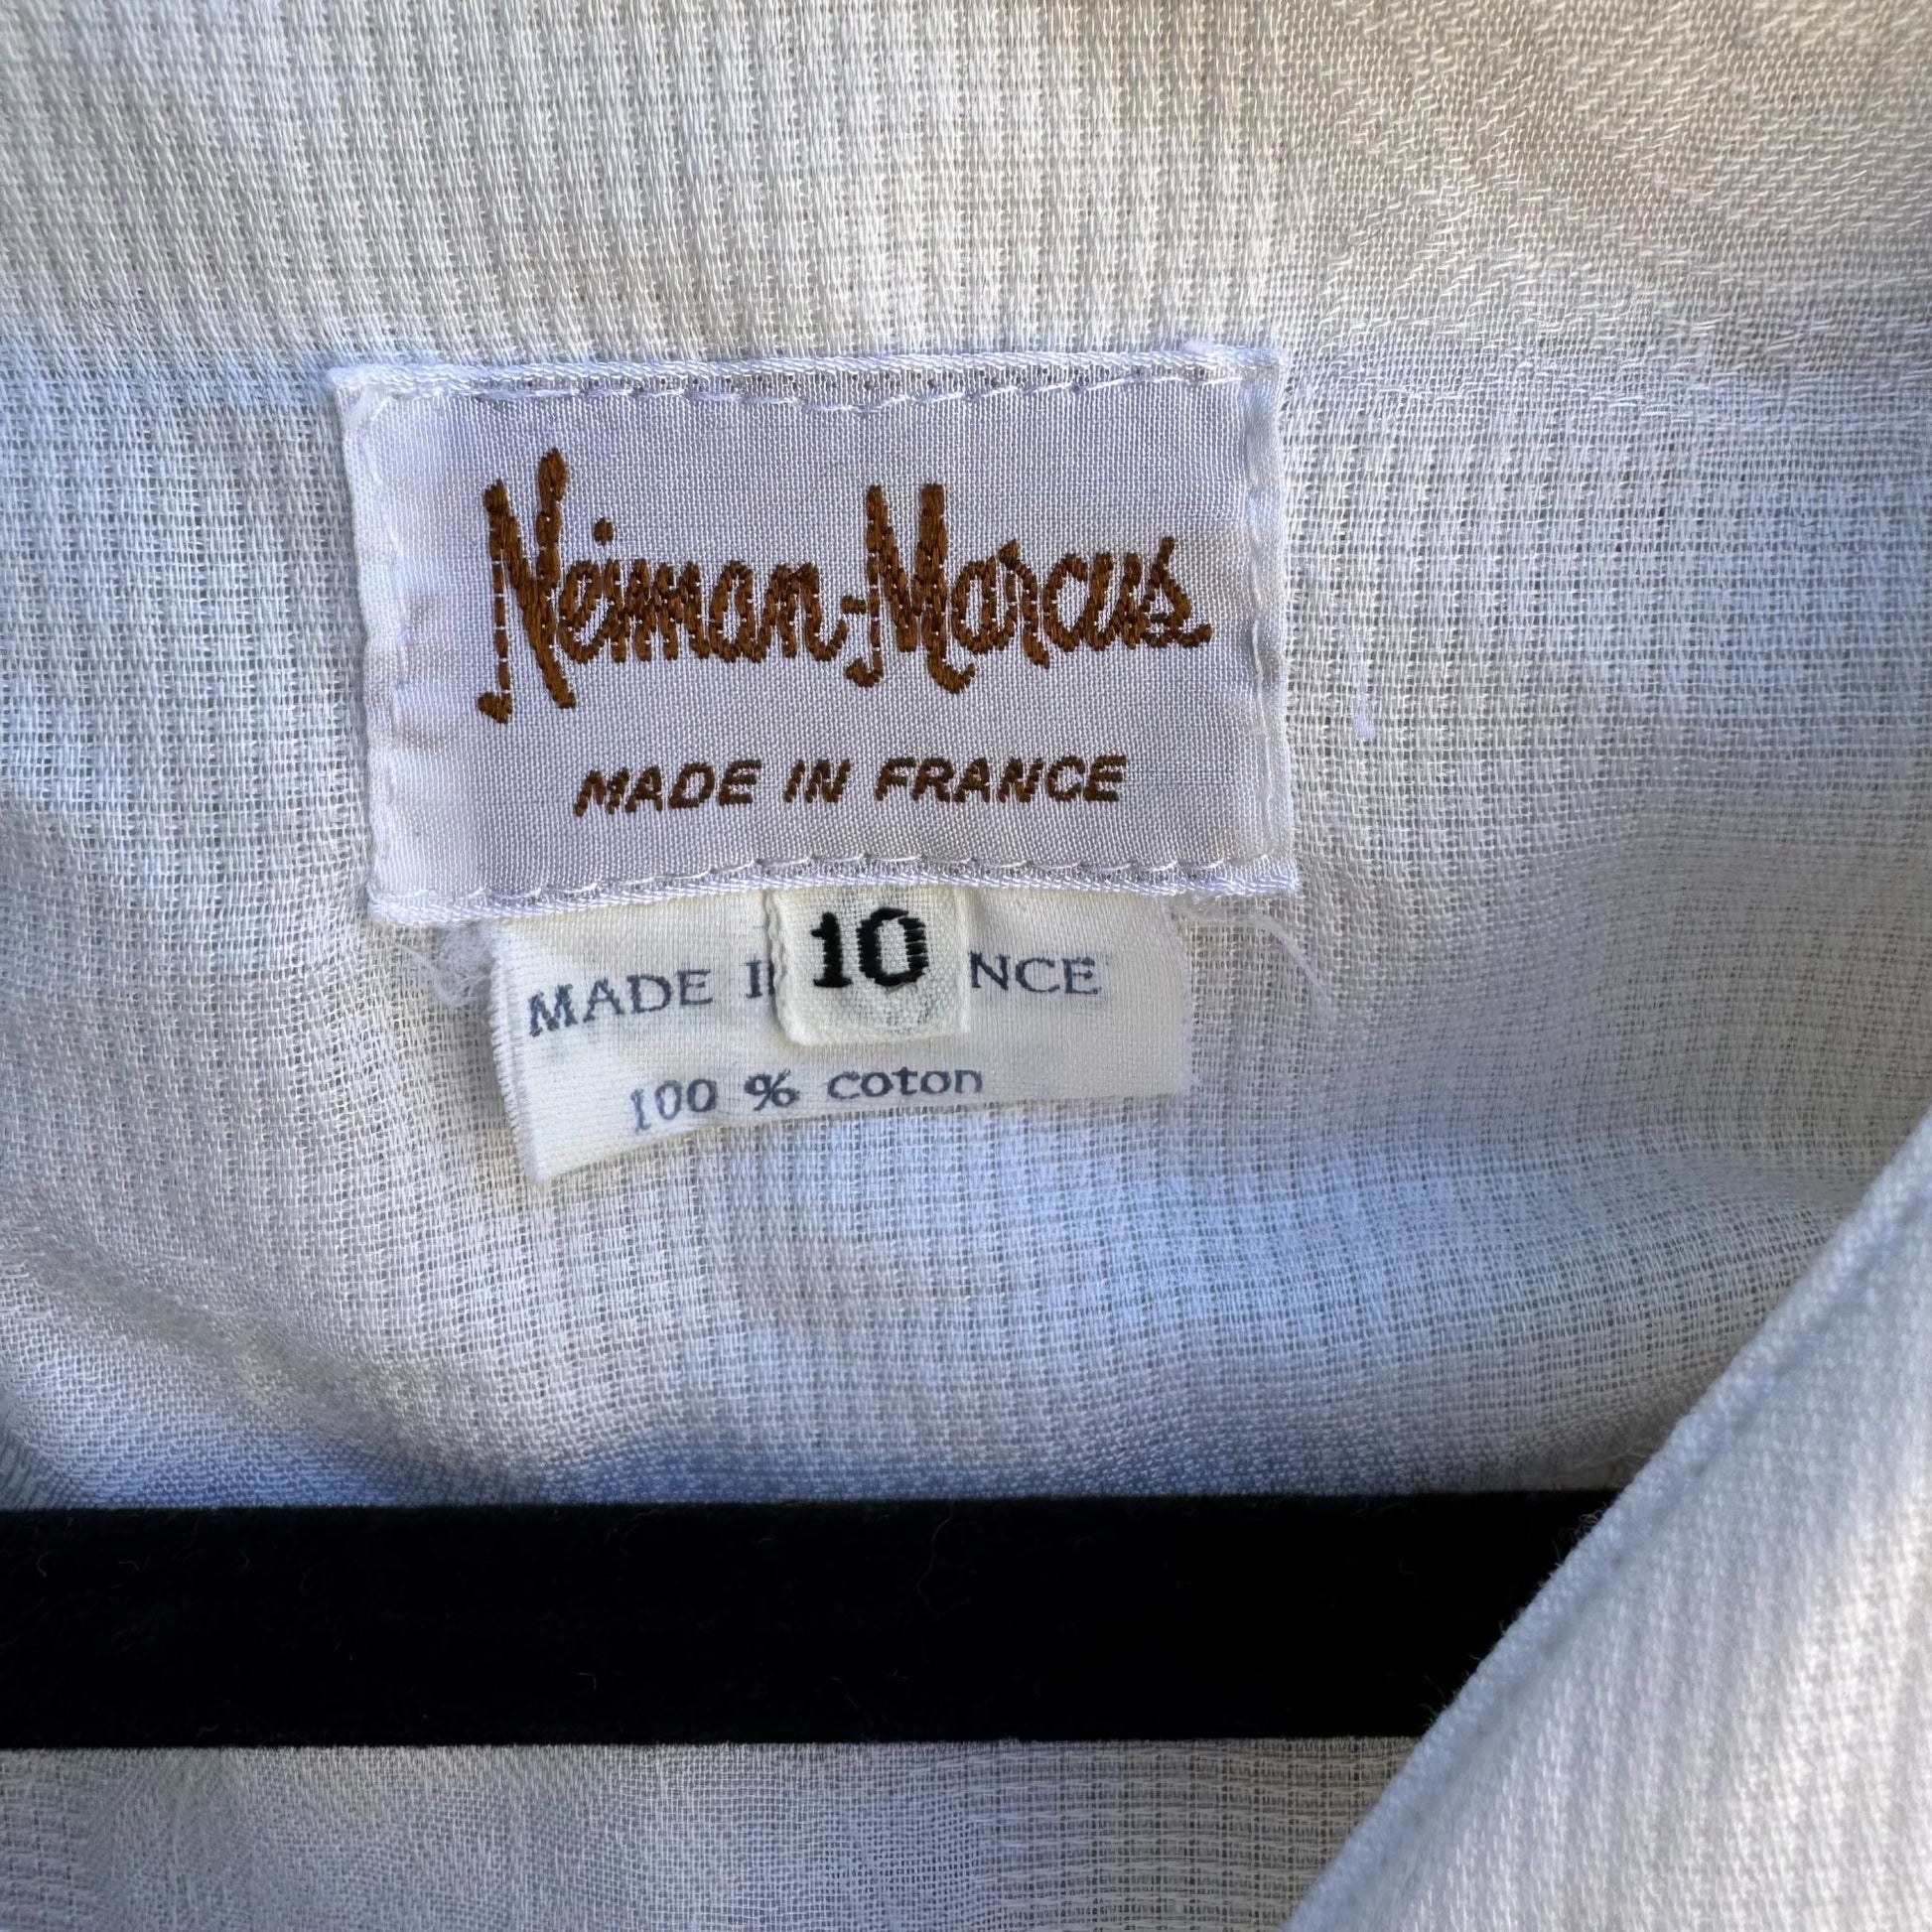 Neiman-Marcus
MADE IN FRANCE
10
MADE I NCE
100 % coton